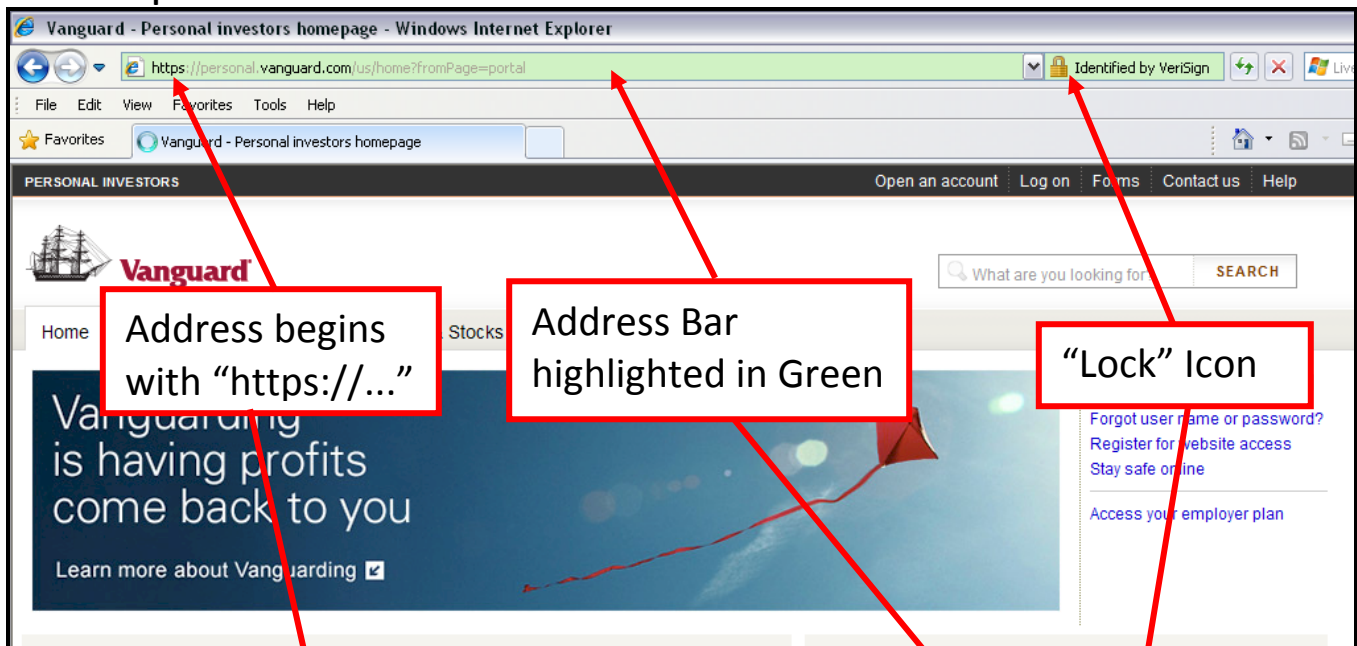 Vanguard - Personal investors homepage - Windows Internet Explorer
https://personal.vanguard.com/us/home?fromPage=portal
Identified by VeriSign
Live
File Edit View Favorites Tools Help
Favorites
Vanguard - Personal investors homepage
PERSONAL INVESTORS
Open an account Log on Forms Contact us Help
Vanguard
What are you looking for?
SEARCH
Home
Stocks
Address begins
with “https://...”
Address Bar
highlighted in Green
“Lock” Icon
Vanguarding
is having profits
come back to you
Learn more about Vanguarding
Forgot user name or password?
Register for website access
Stay safe online
Access your employer plan